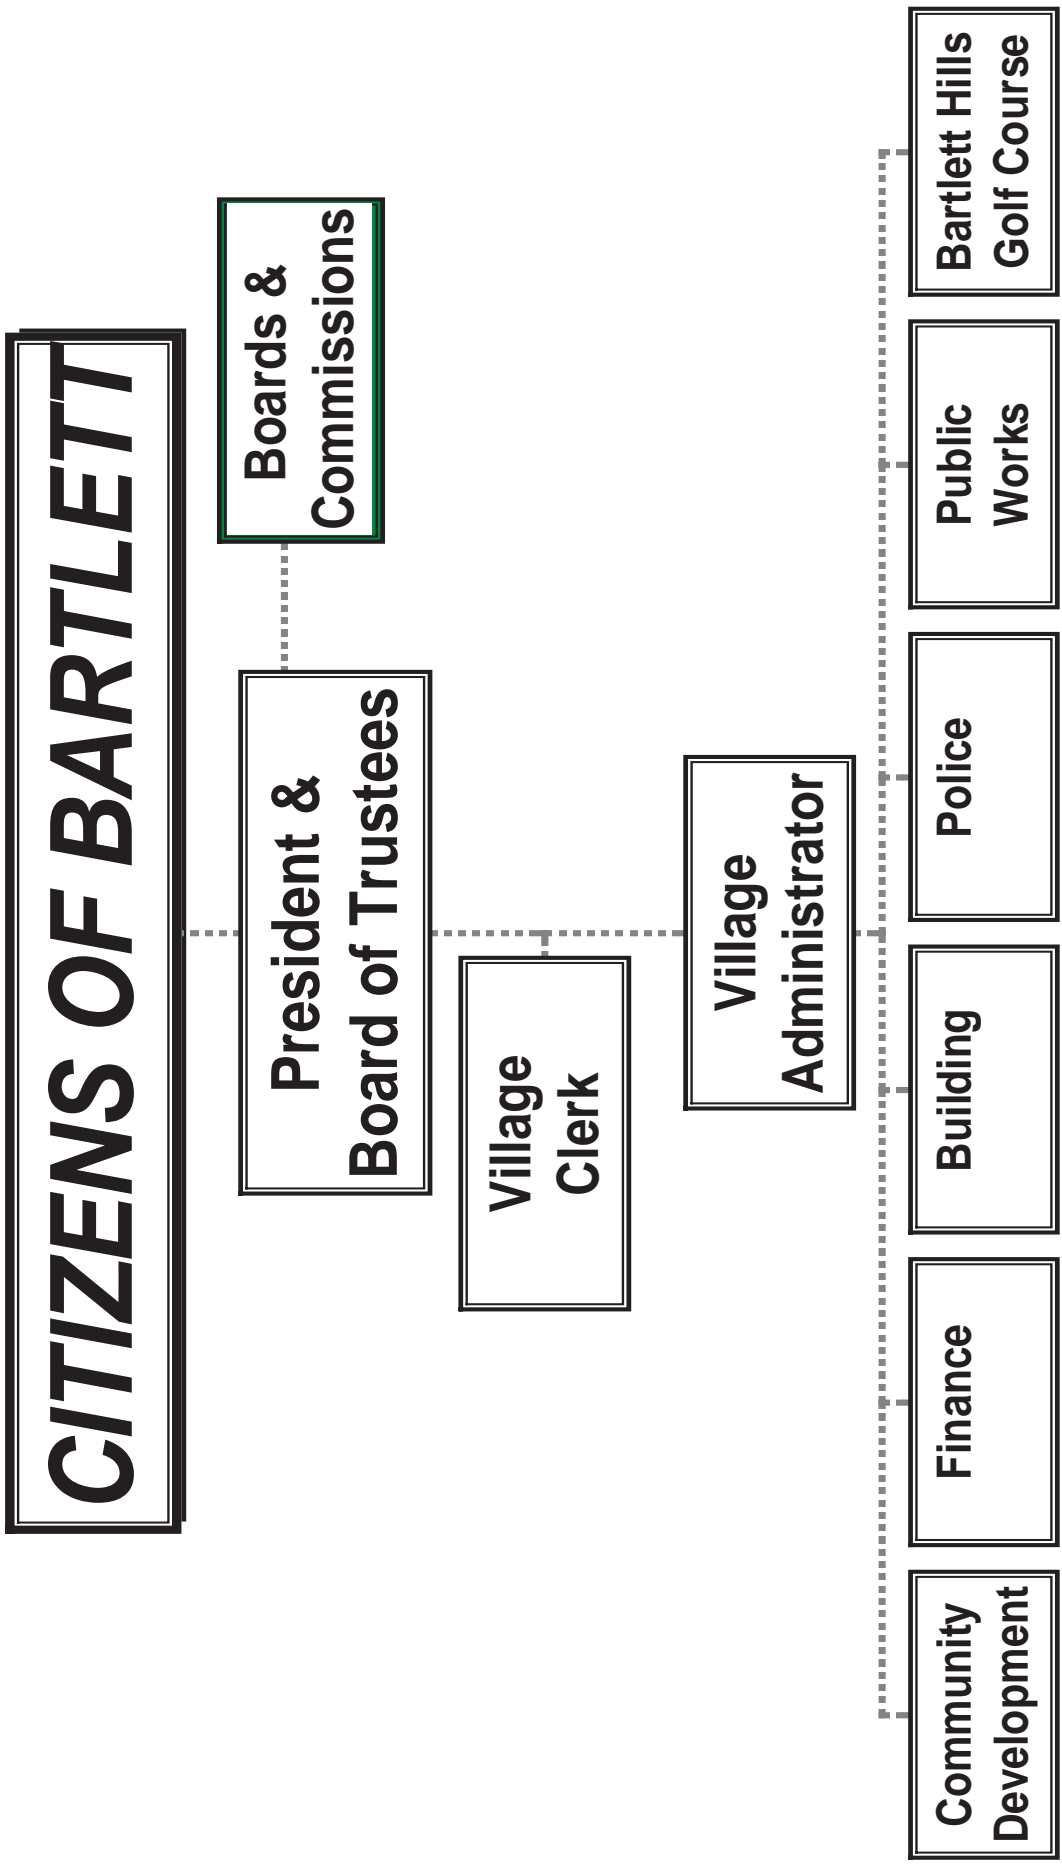 CITIZENS OF BARTLETT
Boards &
Commissions
President &
Board of Trustees
Village
Clerk
Village
Administrator
Community
Development
Finance
Building
Police
Public
Works
Bartlett Hills
Golf Course